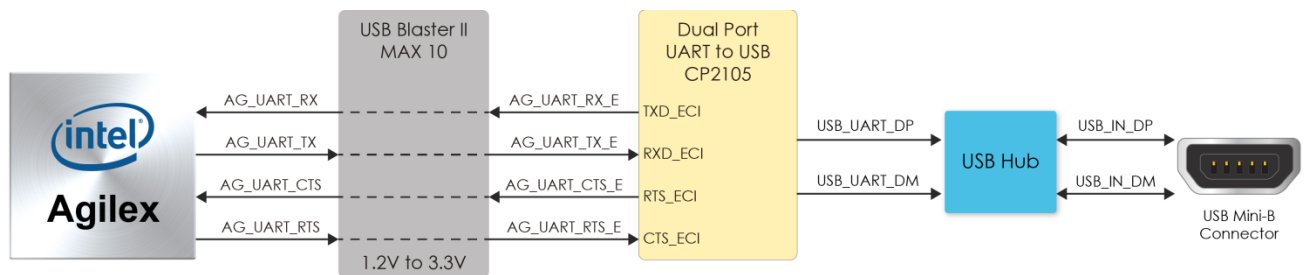 USB Blaster II
MAX 10
Dual Port
UART to USB
CP2105
AG_UART_RX
AG_UART_RX_E
TXD_ECI
AG_UART_TX
AG_UART_TX_E
RXD_ECI
AG_UART_CTS
AG_UART_CTS_E
RTS_ECI
AG_UART_RTS
AG_UART_RTS_E
CTS_ECI
1.2V to 3.3V
intel
Agilex
USB_UART_DP
USB_UART_DM
USB Hub
USB_IN_DP
USB_IN_DM
USB Mini-B
Connector